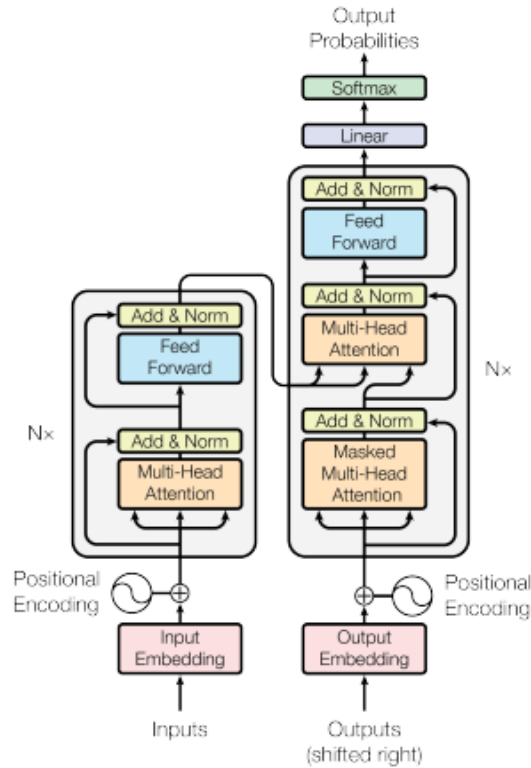 Output
Probabilities
Softmax
Linear
Add & Norm
Feed
Forward
Add & Norm
Multi-Head
Attention
Add & Norm
Masked
Multi-Head
Attention
N×
Add & Norm
Feed
Forward
Add & Norm
Multi-Head
Attention
N×
Positional
Encoding
Positional
Encoding
Input
Embedding
Output
Embedding
Inputs
Outputs
(shifted right)